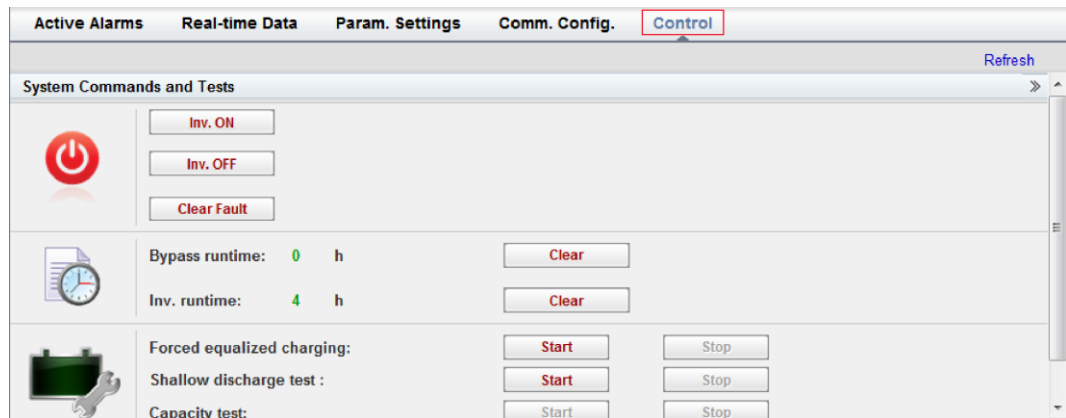 Active Alarms Real-time Data Param. Settings Comm. Config. Control
Refresh
System Commands and Tests
Inv. ON
Inv. OFF
Clear Fault
Bypass runtime: 0 h Clear
Inv. runtime: 4 h Clear
Forced equalized charging: Start Stop
Shallow discharge test : Start Stop
Capacity test: Start Stop